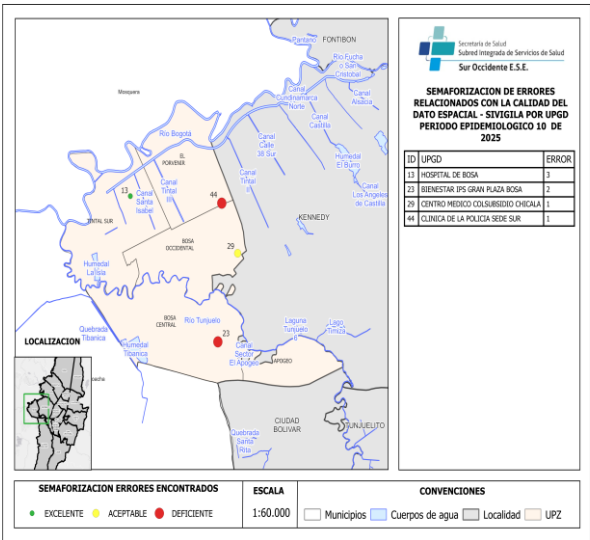 Secretaría de Salud
Subred Integrada de Servicios de Salud
Sur Occidente E.S.E.
SEMAFORIZACION DE ERRORES
RELACIONADOS CON LA CALIDAD DEL
DATO ESPACIAL - SIVIGILA POR UPGD
PERIODO EPIDEMIOLOGICO 10 DE
2025
ID UPGD ERROR
13 HOSPITAL DE BOSA 3
23 BIENESTAR IPS GRAN PLAZA BOSA 2
29 CENTRO MEDICO COLSUBSIDIO CHICALA 1
44 CLINICA DE LA POLICIA SEDE SUR 1
Pantano
FONTIBON
Río Fucha
o San
Cristobal
Mosquera
Canal
Cundinamarca
Norte
Canal
Alsacia
Canal
Castilla
Río Bogotá
Canal
Calle
38 Sur
Humedal
El Burro
EL
PORVENIR
Canal
Tintal
II
Canal
Tintal
III
Canal
Santa
Isabel
Canal
Los Angeles
de Castilla
13
44
TINTAL SUR
KENNEDY
BOSA
OCCIDENTAL
29
Humedal
La Isla
BOSA
CENTRAL
Río Tunjuelo
Laguna
Tunjuelo
6
Lago
Timiza
Quebrada
Tibanica
Humedal
Tibanica
23
Canal
Sector
El Apogeo
APOGEO
LOCALIZACION
CIUDAD
BOLIVAR
TUNJUELITO
Quebrada
Santa
Rita
SEMAFORIZACION ERRORES ENCONTRADOS
EXCELENTE ACEPTABLE DEFICIENTE
ESCALA
1:60.000
CONVENCIONES
Municipios Cuerpos de agua Localidad UPZ